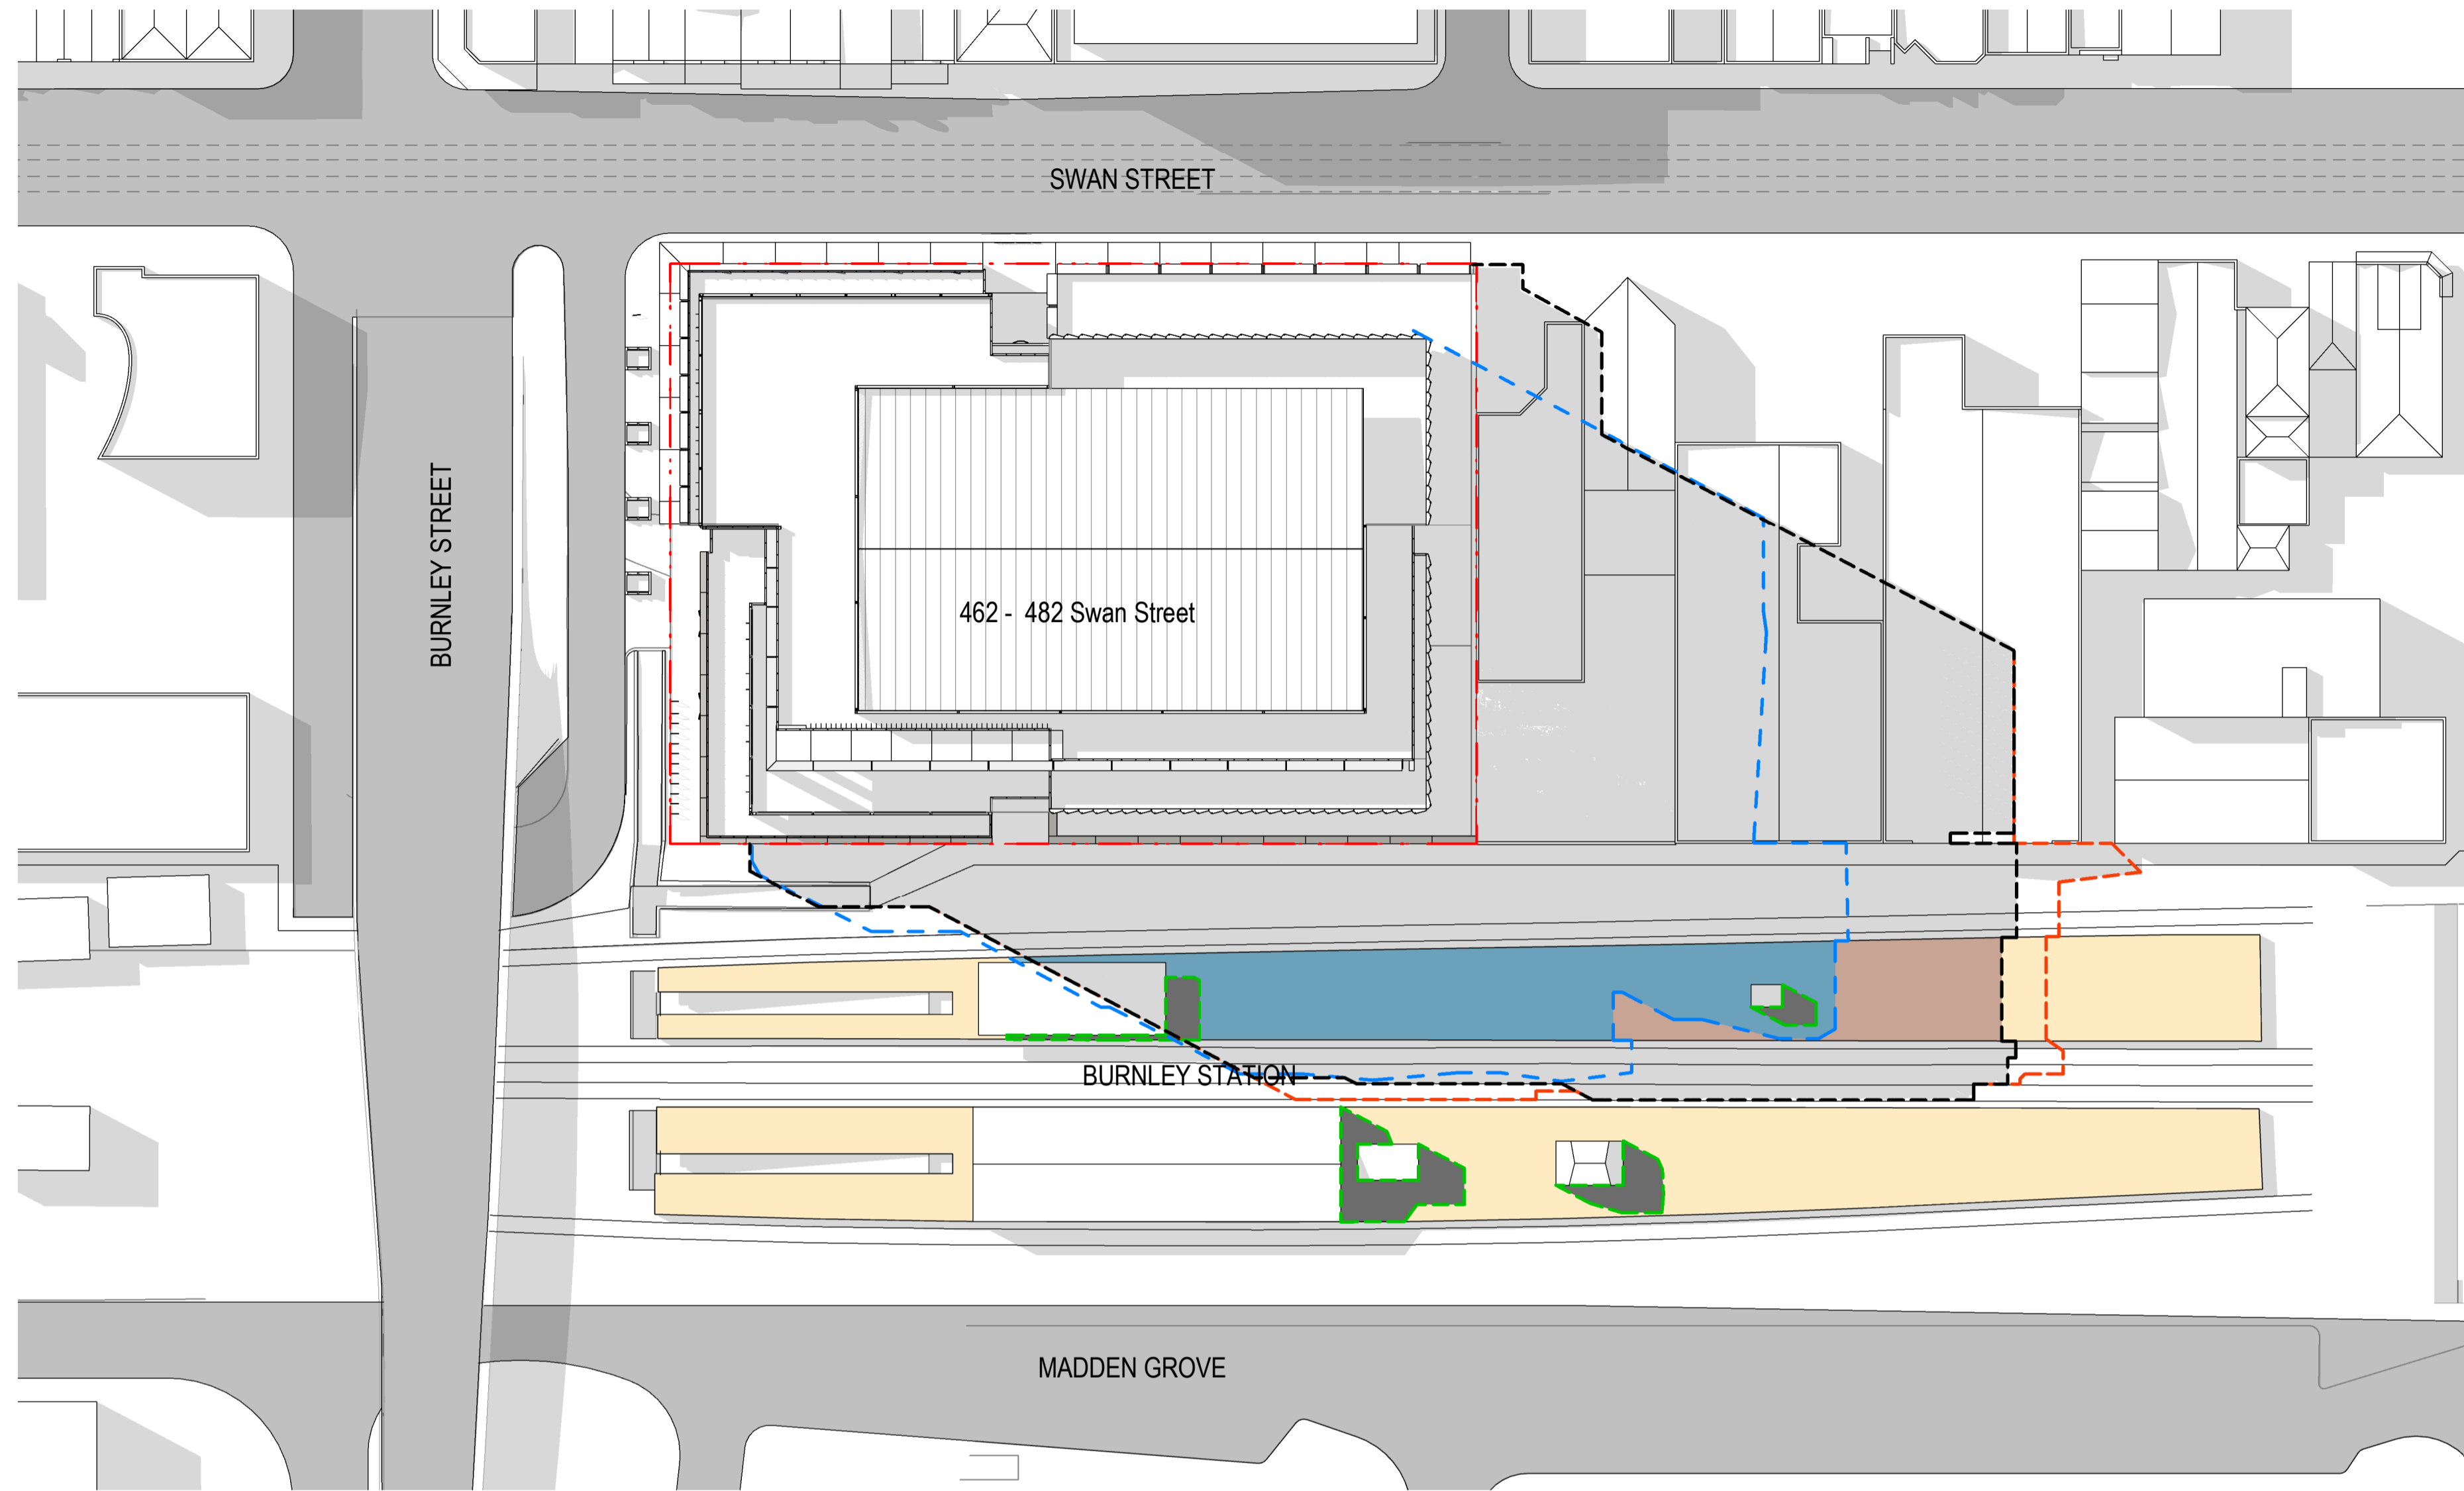 SWAN STREET
BURNLEY STREET
462 - 482 Swan Street
BURNLEY STATION
MADDEN GROVE